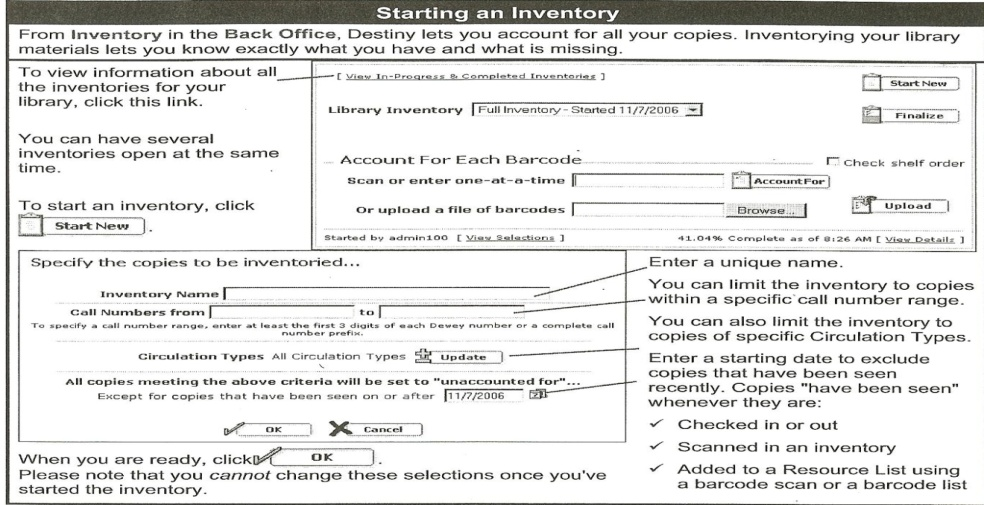 Starting an Inventory
From Inventory in the Back Office, Destiny lets you account for all your copies. Inventorying your library
materials lets you know exactly what you have and what is missing.
To view information about all
the inventories for your
library, click this link.
You can have several
inventories open at the same
time.
To start an inventory, click
Start New .
[ View In-Progress & Completed Inventories ]
Start New
Library Inventory Full Inventory - Started 11/7/2006
Finalize
Account For Each Barcode
Check shelf order
Scan or enter one-at-a-time
Account For
Or upload a file of barcodes
Browse...
Upload
Started by admin100 [ View Selections ]
41.04% Complete as of 8:26 AM [ View Details ]
Specify the copies to be inventoried...
Inventory Name
Call Numbers from to
To specify a call number range, enter at least the first 3 digits of each Dewey number or a complete call
number prefix.
Circulation Types All Circulation Types Update
All copies meeting the above criteria will be set to "unaccounted for"...
Except for copies that have been seen on or after 11/7/2006
OK Cancel
Enter a unique name.
You can limit the inventory to copies
within a specific call number range.
You can also limit the inventory to
copies of specific Circulation Types.
Enter a starting date to exclude
copies that have been seen
recently. Copies "have been seen"
whenever they are:
✓ Checked in or out
✓ Scanned in an inventory
✓ Added to a Resource List using
a barcode scan or a barcode list
When you are ready, click OK .
Please note that you cannot change these selections once you've
started the inventory.